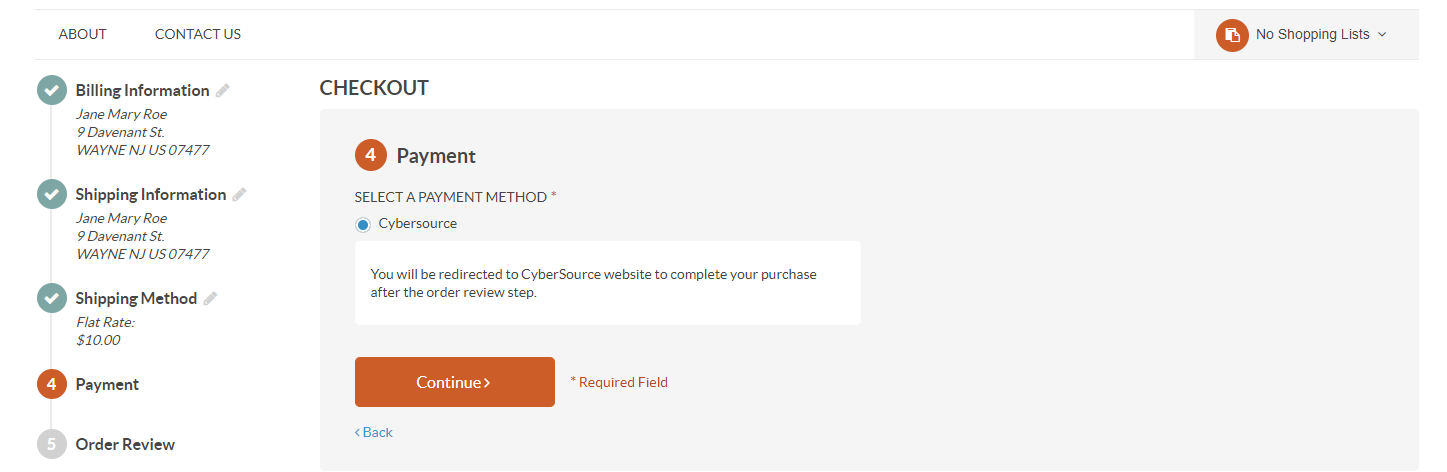 ABOUT
CONTACT US
No Shopping Lists
Billing Information
Jane Mary Roe
9 Davenant St.
WAYNE NJ US 07477
Shipping Information
Jane Mary Roe
9 Davenant St.
WAYNE NJ US 07477
Shipping Method
Flat Rate:
$10.00
4 Payment
5 Order Review
CHECKOUT
4 Payment
SELECT A PAYMENT METHOD *
Cybersource
You will be redirected to CyberSource website to complete your purchase
after the order review step.
Continue
* Required Field
Back